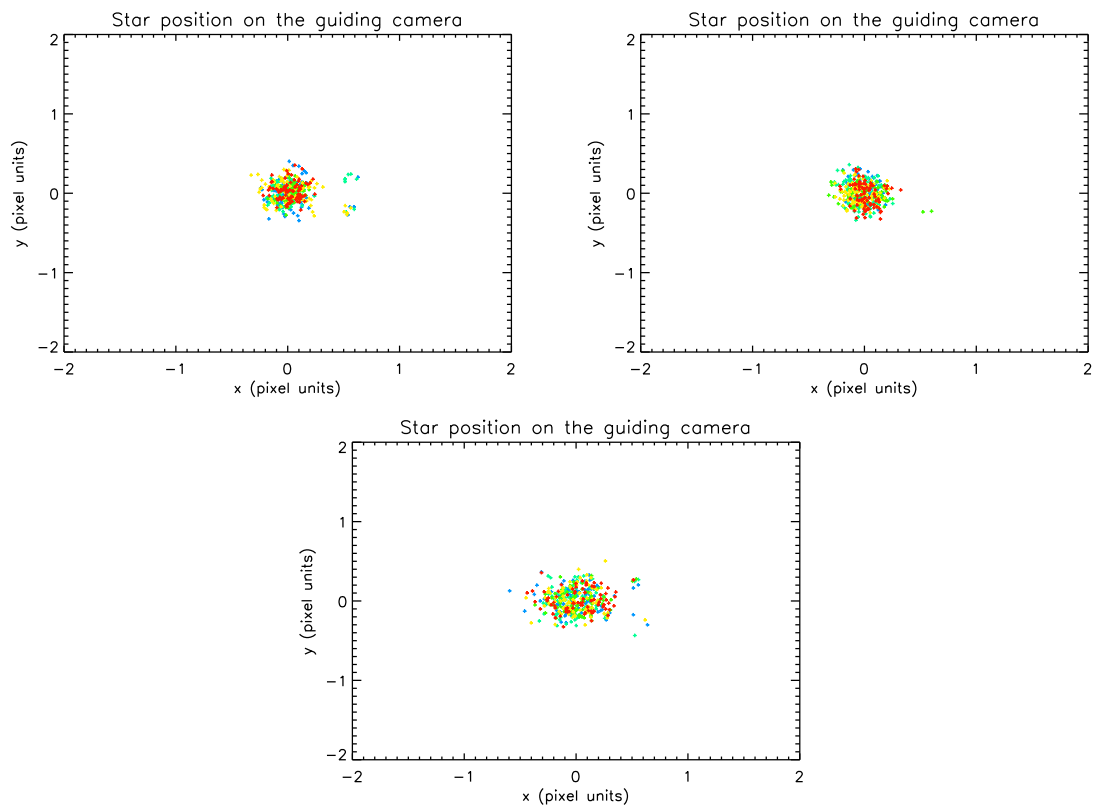 Star position on the guiding camera
2
1
0
−1
−2
y (pixel units)
−2 −1 0 1 2
x (pixel units)
Star position on the guiding camera
2
1
0
−1
−2
y (pixel units)
−2 −1 0 1 2
x (pixel units)
Star position on the guiding camera
2
1
0
−1
−2
y (pixel units)
−2 −1 0 1 2
x (pixel units)